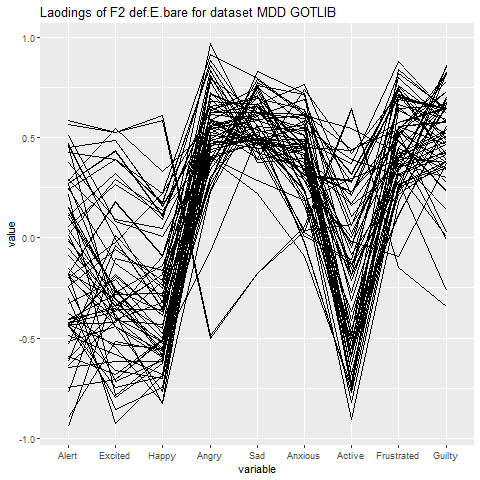 Laodings of F2 def.E.bare for dataset MDD GOTLIB
1.0
0.5
0.0
-0.5
-1.0
value
Alert Excited Happy Angry Sad Anxious Active Frustrated Guilty
variable